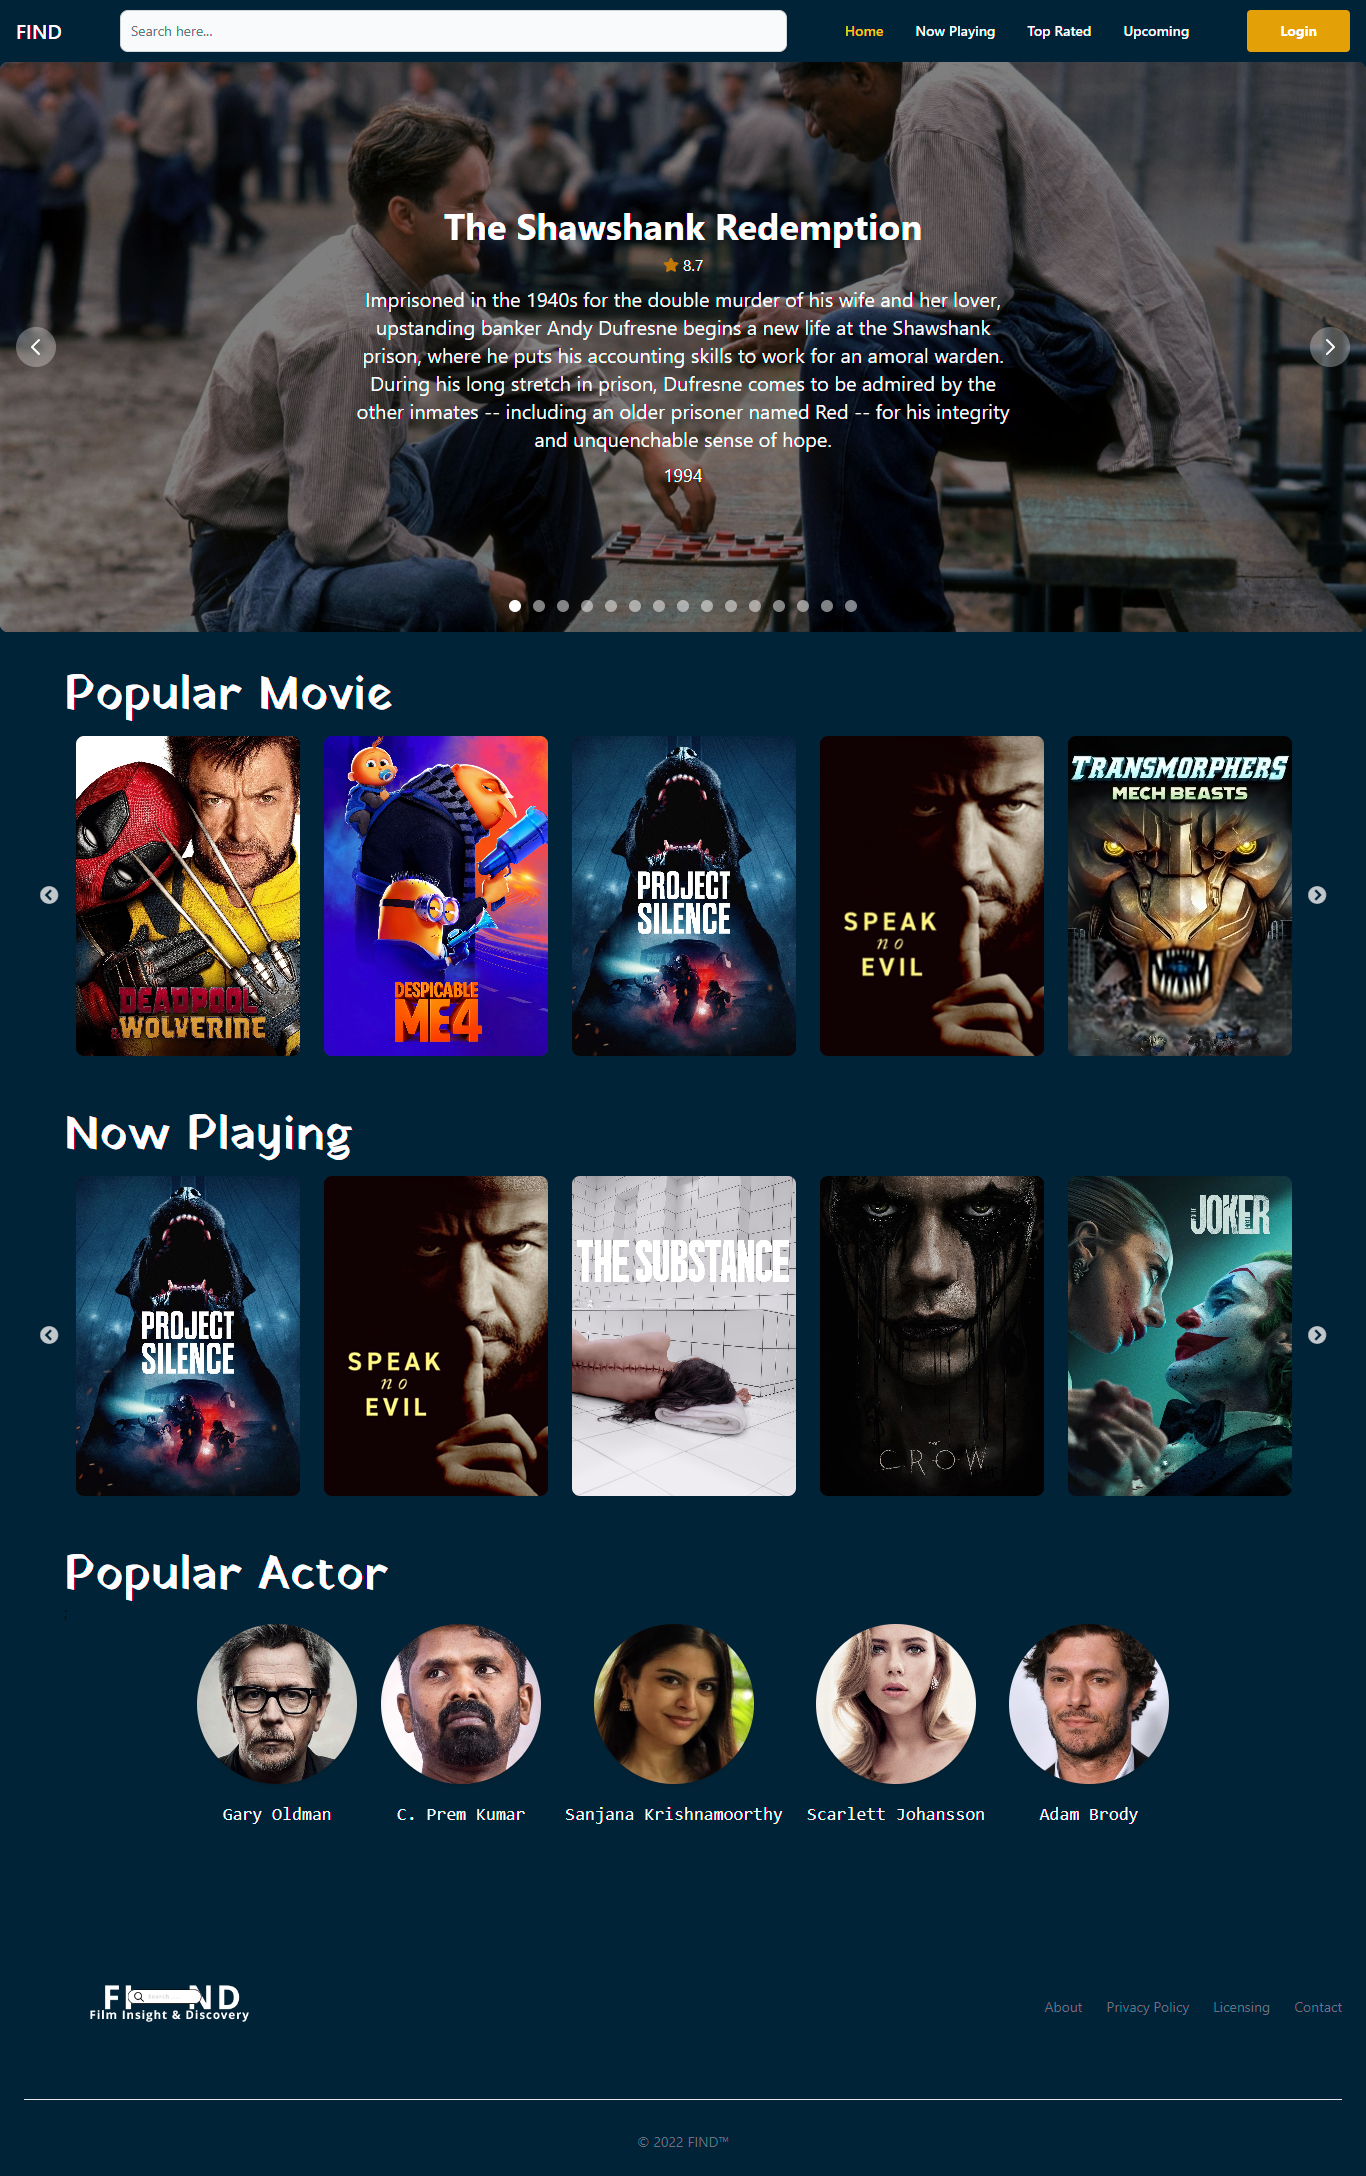 FIND
Search here...
Home
Now Playing
Top Rated
Upcoming
Login
The Shawshank Redemption
8.7
Imprisoned in the 1940s for the double murder of his wife and her lover,
upstanding banker Andy Dufresne begins a new life at the Shawshank
prison, where he puts his accounting skills to work for an amoral warden.
During his long stretch in prison, Dufresne comes to be admired by the
other inmates -- including an older prisoner named Red -- for his integrity
and unquenchable sense of hope.
1994
Popular Movie
DEADPOOL
& WOLVERINE
DESPICABLE
ME4
PROJECT
SILENCE
SPEAK
no
EVIL
TRANSMORPHERS
MECH BEASTS
Now Playing
PROJECT
SILENCE
SPEAK
no
EVIL
THE SUBSTANCE
THE
CROW
JOKER
Popular Actor
Gary Oldman
C. Prem Kumar
Sanjana Krishnamoorthy
Scarlett Johansson
Adam Brody
FI ND
Search
Film Insight & Discovery
About
Privacy Policy
Licensing
Contact
© 2022 FIND™